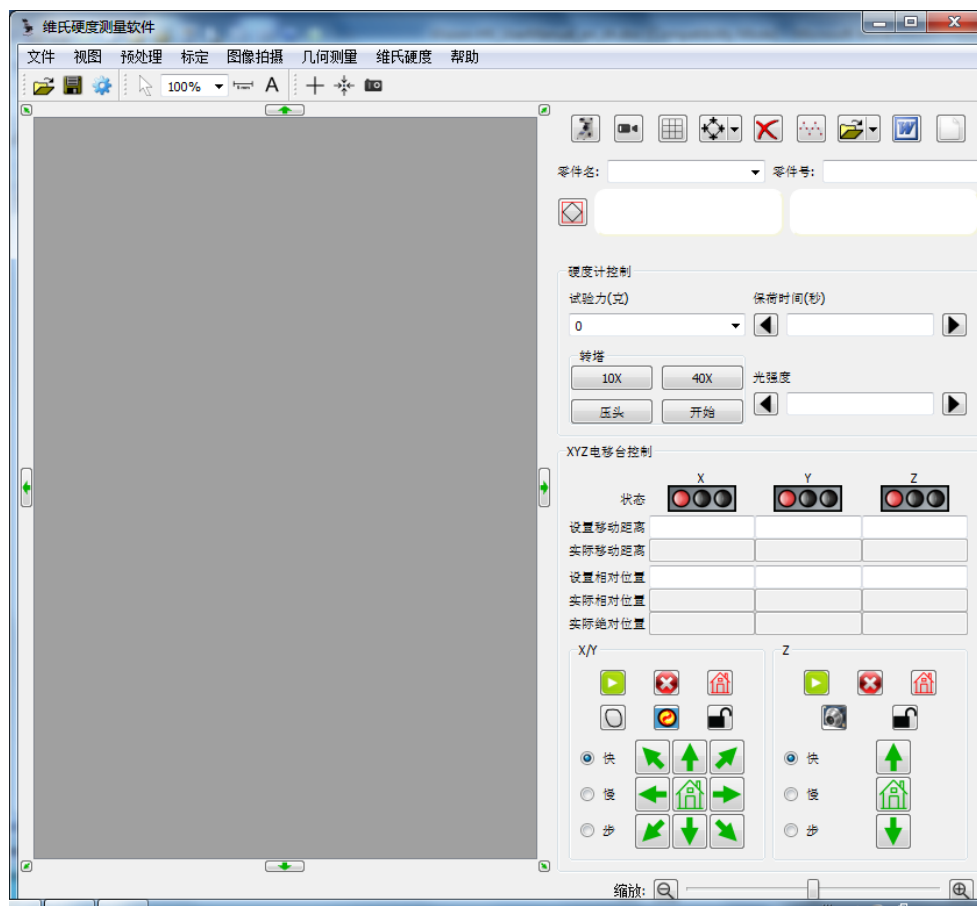 维氏硬度测量软件
文件 视图 预处理 标定 图像拍摄 几何测量 维氏硬度 帮助
100% A
零件名: 零件号:
硬度计控制
试验力(克) 保荷时间(秒)
0
转塔
10X 40X 光强度
压头 开始
XYZ电移台控制
X Y Z
状态
设置移动距离
实际移动距离
设置相对位置
实际相对位置
实际绝对位置
X/Y Z
快 快
慢 慢
步 步
缩放: